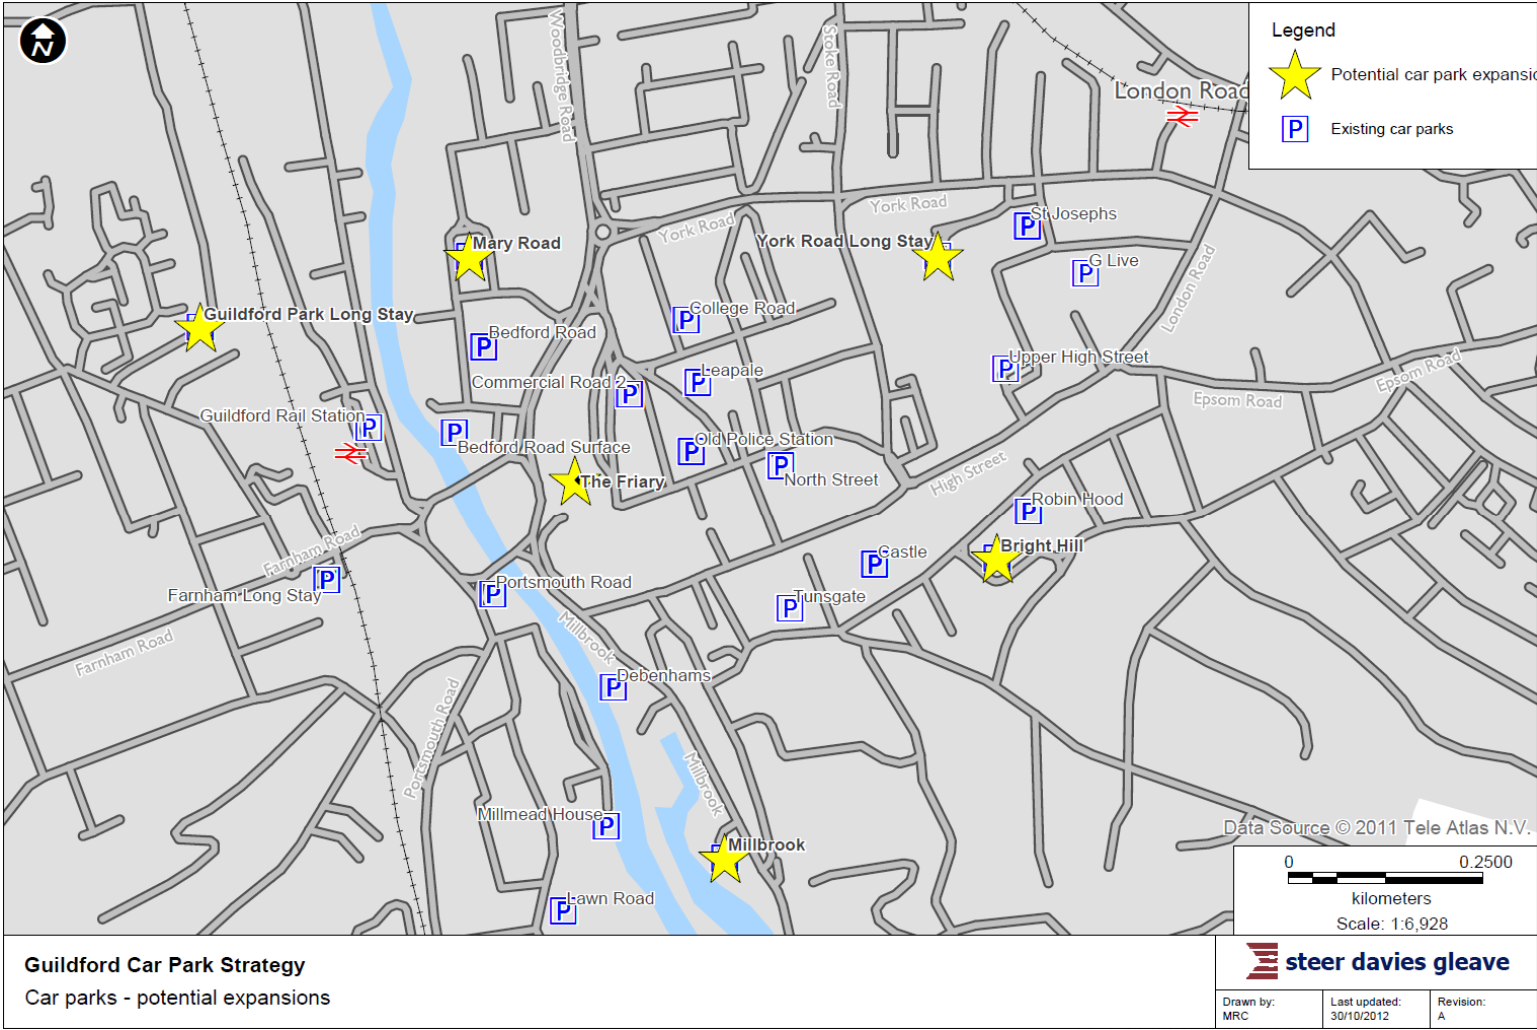 N
Woodbridge Road
Stoke Road
London Road
Legend
Potential car park expansio
P Existing car parks
York Road
York Road
P St Josephs
Mary Road
York Road Long Stay
P G Live
London Road
Guildford Park Long Stay
P College Road
P Bedford Road
P Upper High Street
Epsom Road
Epsom Road
Commercial Road 2 P
P Leapale
Guildford Rail Station P
P Bedford Road Surface
P Old Police Station
P North Street
The Friary
High Street
P Robin Hood
Bright Hill
Farnham Road
P Castle
Farnham Long Stay P
P Portsmouth Road
P Tunsgate
Millbrook
Farnham Road
P Debenhams
Portsmouth Road
Millbrook
Millmead House P
Millbrook
P Lawn Road
Data Source © 2011 Tele Atlas N.V.
0 0.2500
kilometers
Scale: 1:6,928
Guildford Car Park Strategy
Car parks - potential expansions
steer davies gleave
Drawn by:
MRC
Last updated:
30/10/2012
Revision:
A